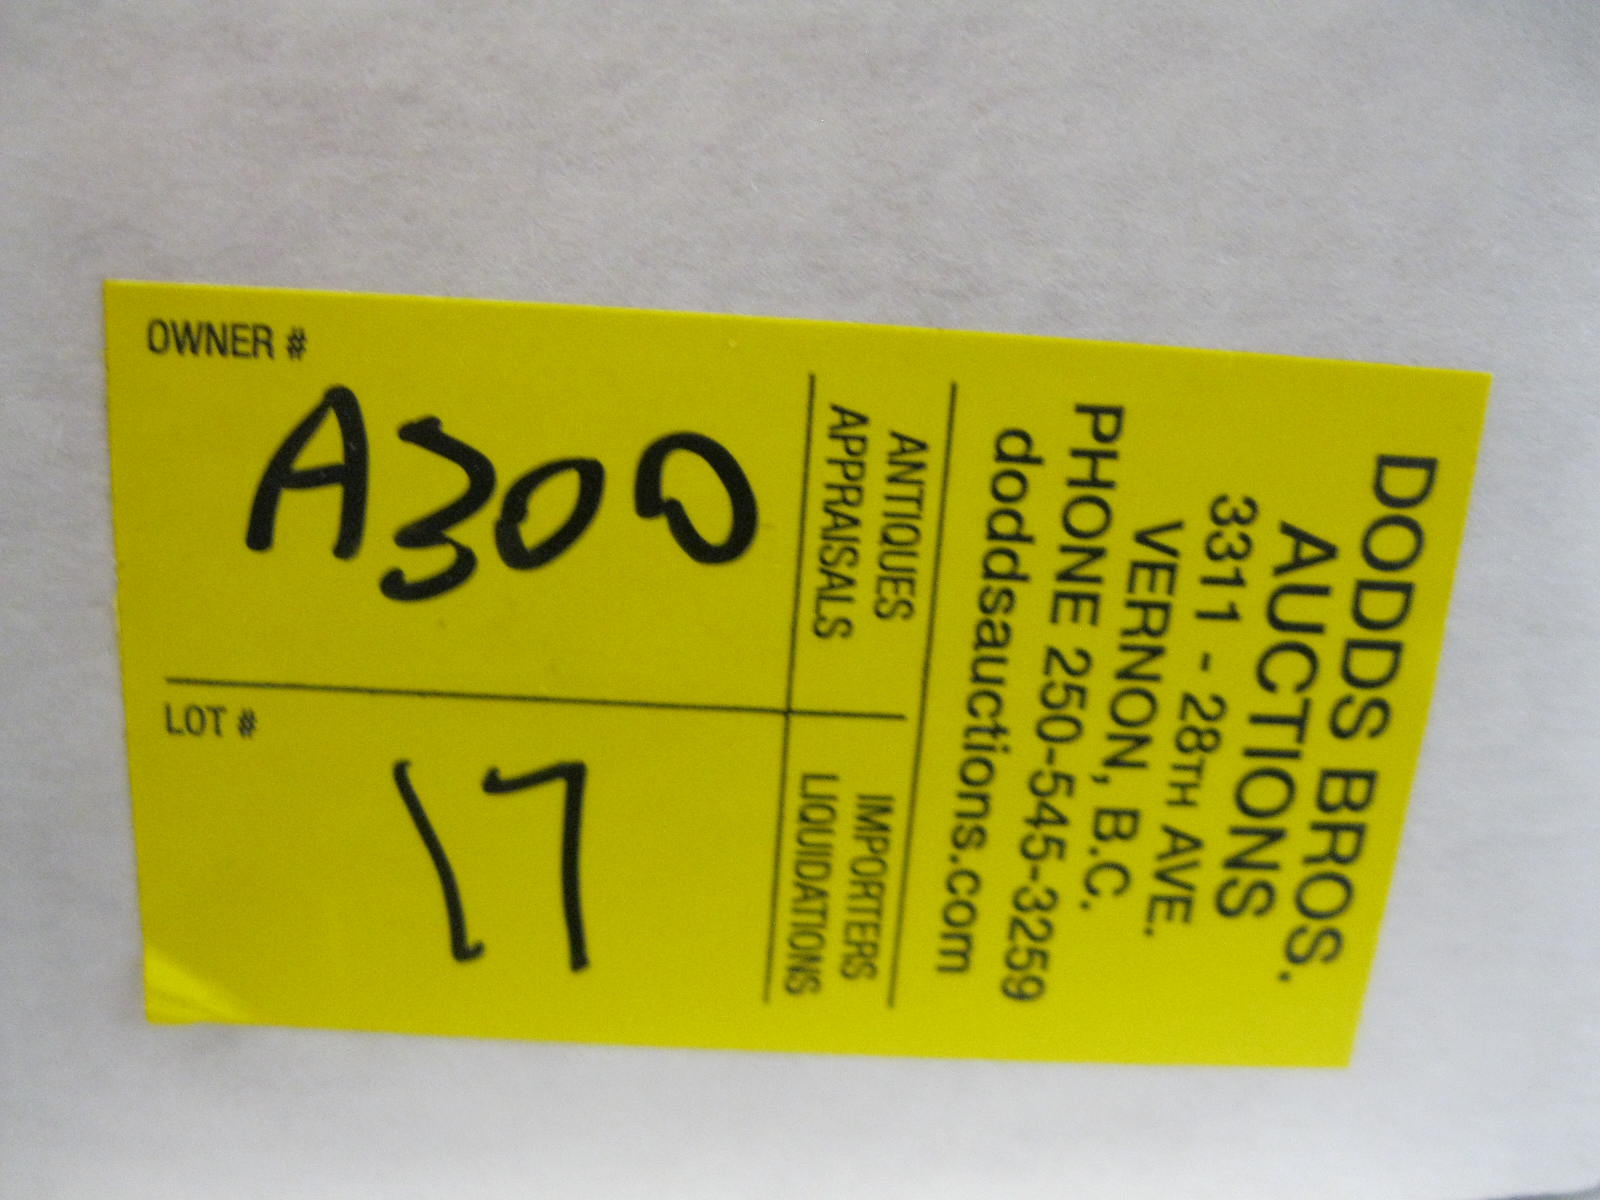 OWNER #
A300
LOT #
17
DODDS BROS.
AUCTIONS
3311 - 28TH AVE.
VERNON, B.C.
PHONE 250-545-3259
doddsauctions.com
ANTIQUES
APPRAISALS
IMPORTERS
LIQUIDATIONS